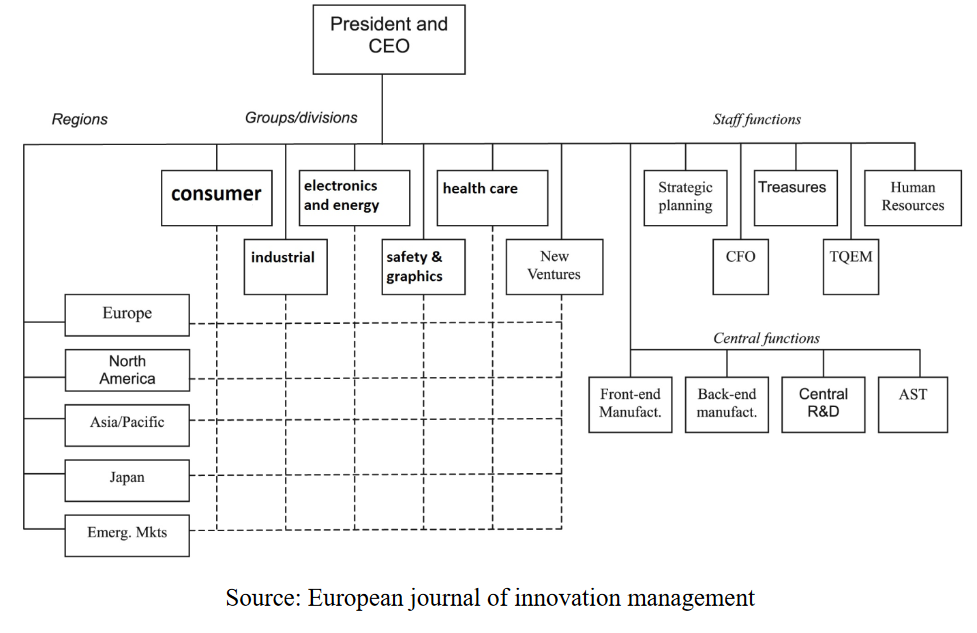 President and
CEO
Regions
Groups/divisions
Staff functions
consumer
electronics
and energy
health care
Strategic
planning
Treasures
Human
Resources
industrial
safety &
graphics
New
Ventures
CFO
TQEM
Europe
North
America
Asia/Pacific
Japan
Emerg. Mkts
Central functions
Front-end
Manufact.
Back-end
manufact.
Central
R&D
AST
Source: European journal of innovation management